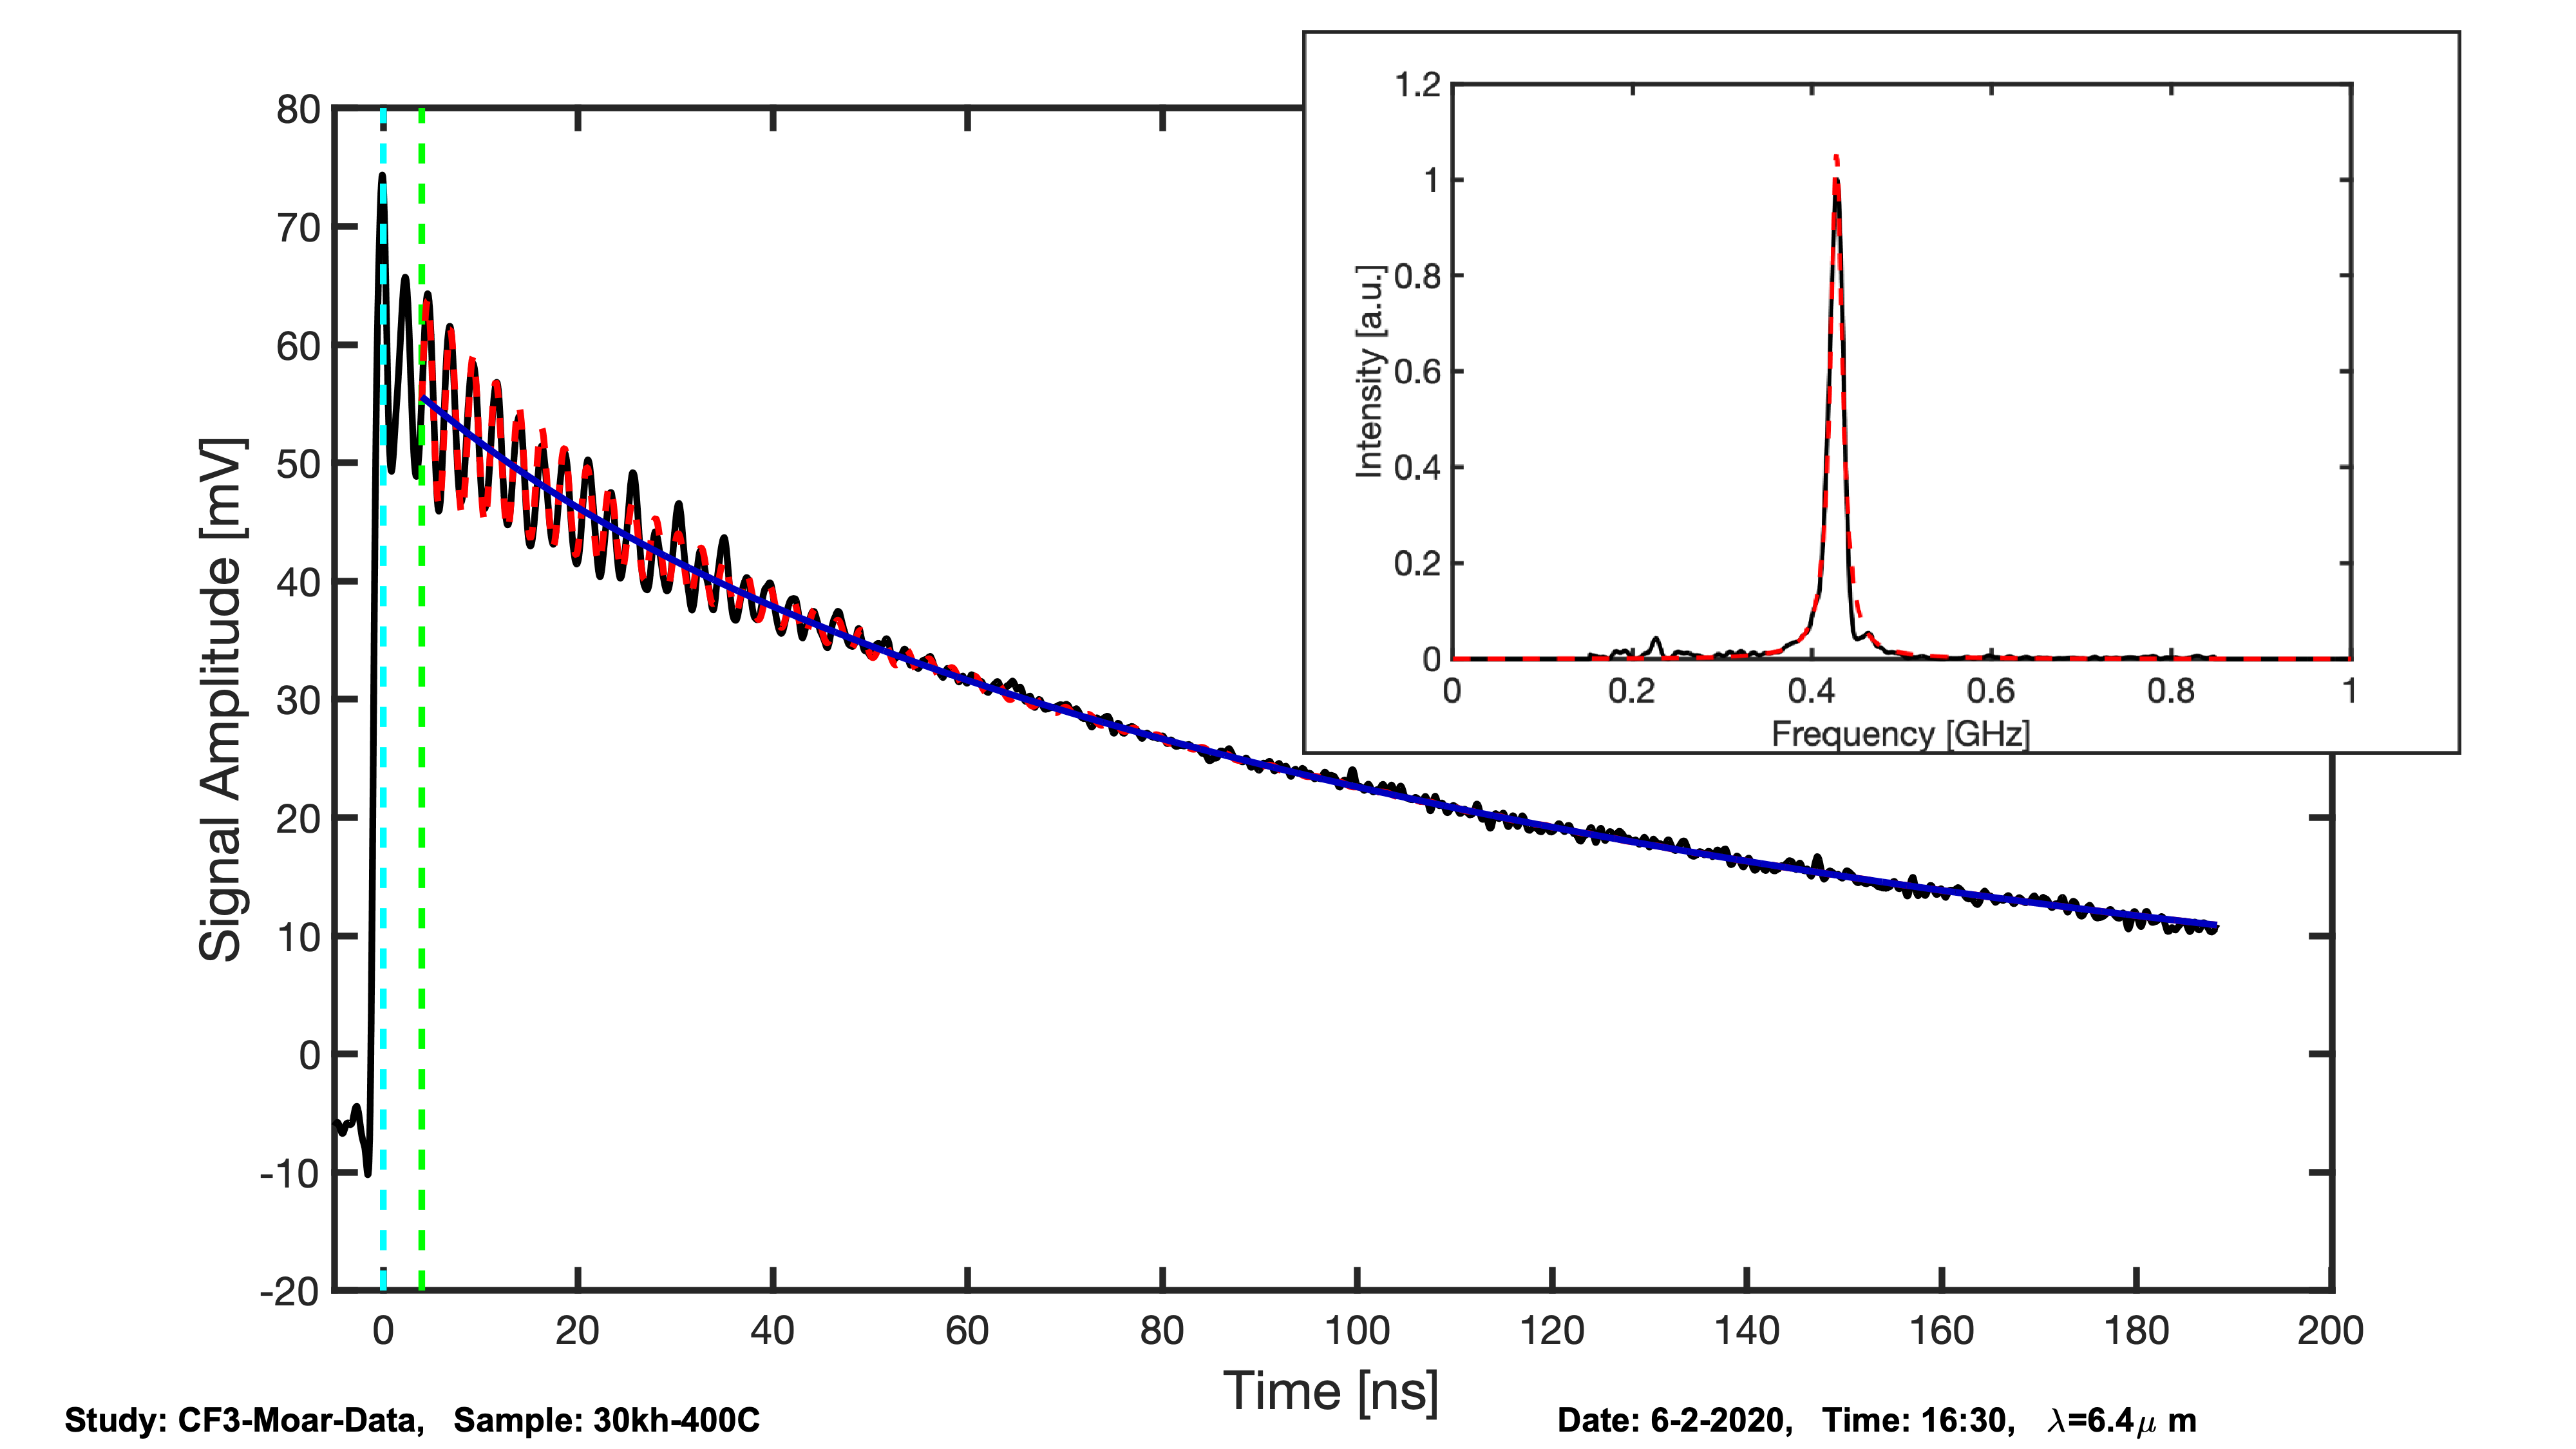 1.2
1
0.8
0.6
0.4
0.2
0
0 0.2 0.4 0.6 0.8 1
Intensity [a.u.]
Frequency [GHz]
80
70
60
50
40
30
20
10
0
-10
-20
Signal Amplitude [mV]
0 20 40 60 80 100 120 140 160 180 200
Time [ns]
Study: CF3-Moar-Data, Sample: 30kh-400C
Date: 6-2-2020, Time: 16:30, λ=6.4μ m